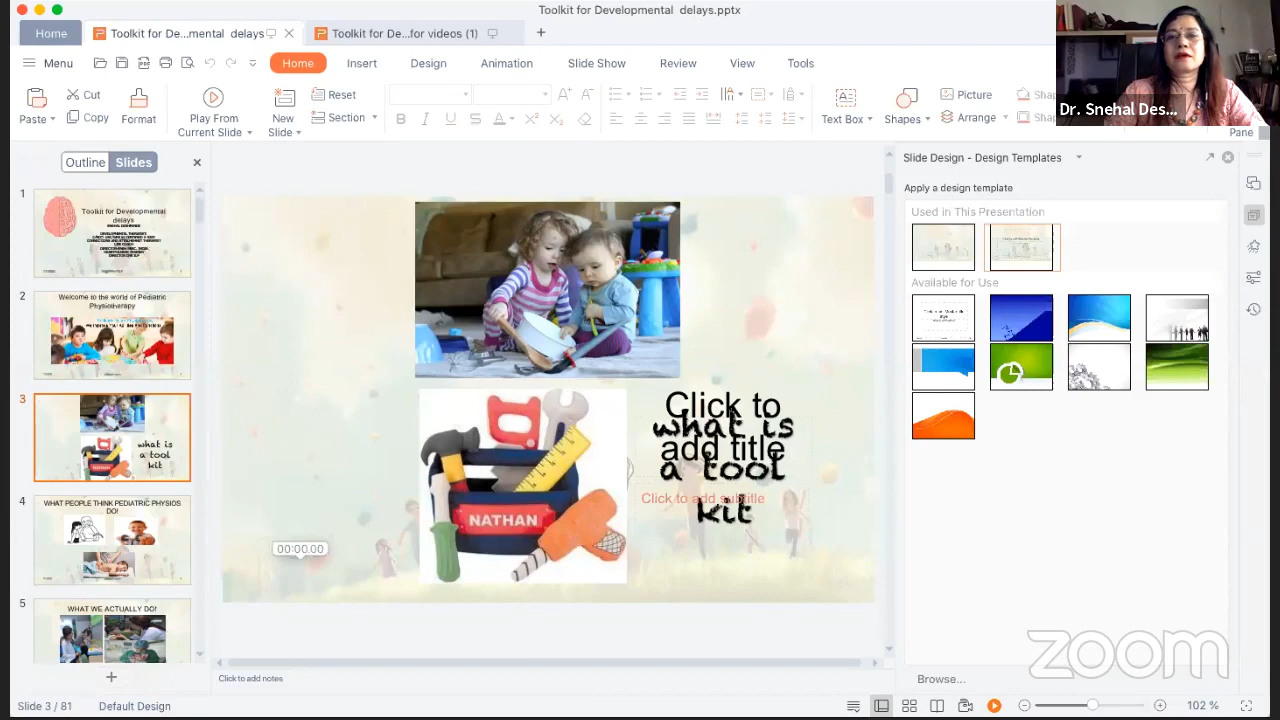 Toolkit for Developmental delays.pptx
Home
Toolkit for De...mental delays
Toolkit for De...for videos (1)
Menu
Home
Insert
Design
Animation
Slide Show
Review
View
Tools
Paste
Cut
Copy
Format
Play From
Current Slide
New
Slide
Reset
Section
B
I
U
S
A
Text Box
Shapes
Picture
Arrange
Pane
Dr. Snehal Des...
Outline
Slides
1
Toolkit for Developmental
delays
2
Welcome to the world of Pediatric
Physiotherapy
3
what is
a tool
kit
4
WHAT PEOPLE THINK PEDIATRIC PHYSIOS
DO!
5
WHAT WE ACTUALLY DO!
Click to
add title
what is
a tool
kit
Click to add subtitle
NATHAN
00:00.00
Slide Design - Design Templates
Apply a design template
Used in This Presentation
Available for Use
Browse...
Click to add notes
Slide 3 / 81
Default Design
102 %
zoom